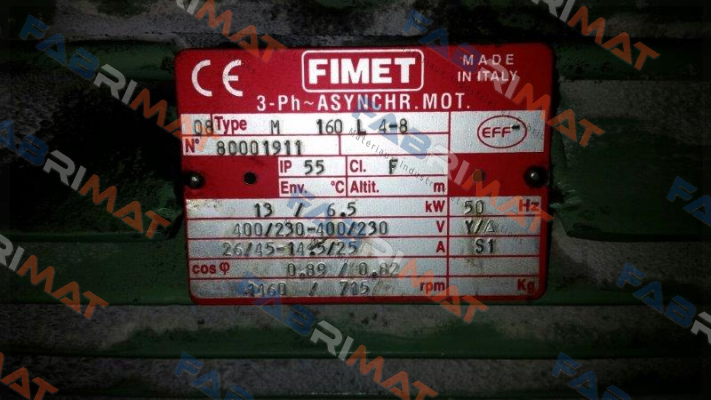 CE FIMET MADE IN ITALY
3-Ph~ASYNCHR.MOT.
08 Type M 160 L 4-8 EFF
N° 80001911
IP 55 Cl. F
Env. °C Altit. m
13 / 6.5 kW 50 Hz
400/230-400/230 V Y/Δ
26/45-14.5/25 A S1
cos φ 0.89 / 0.82
1460 / 715 rpm Kg
FABRIMAT